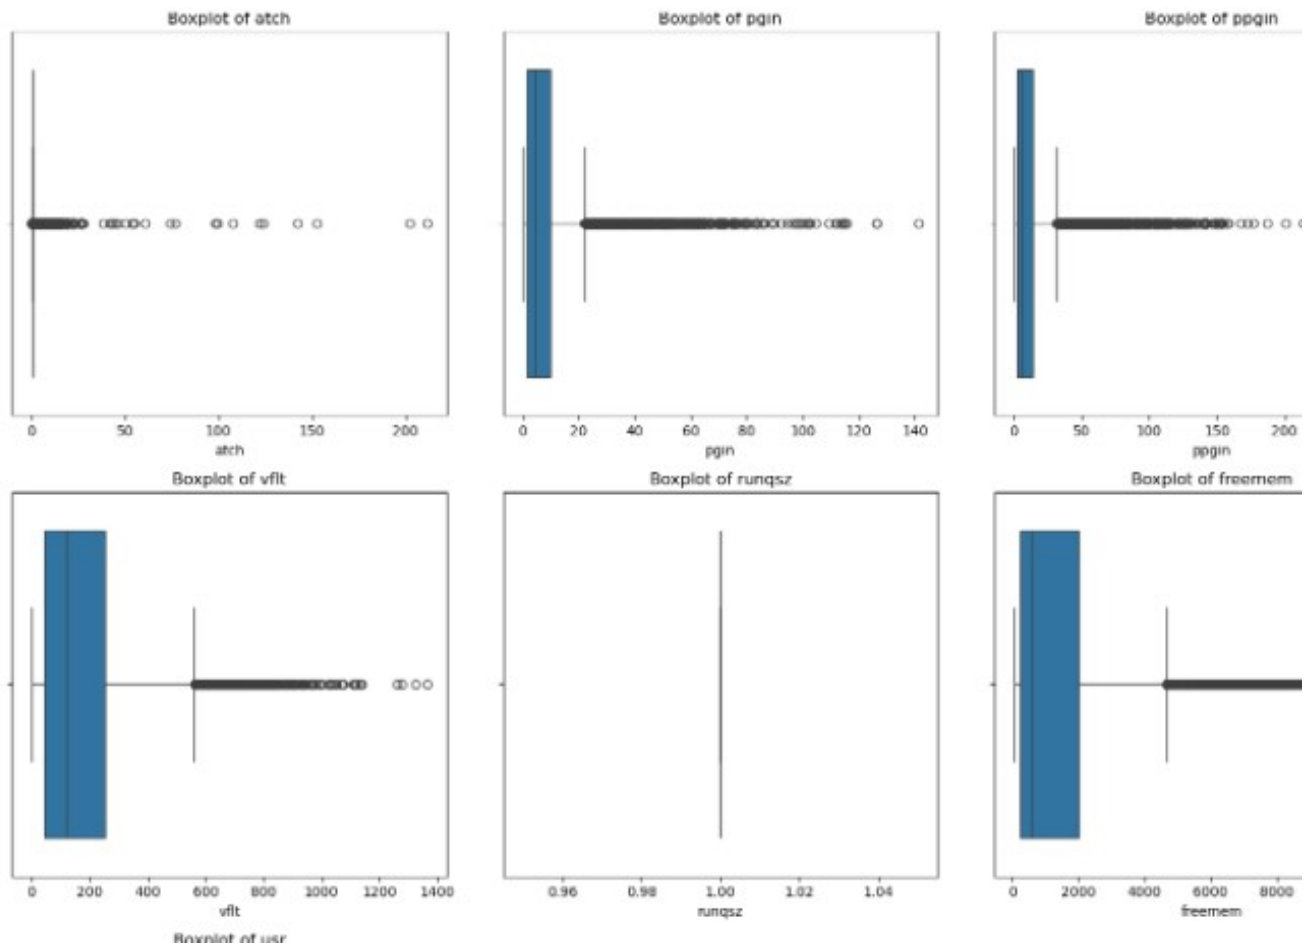 Boxplot of atch
Boxplot of pgin
Boxplot of ppgin
0 50 100 150 200
0 20 40 60 80 100 120 140
0 50 100 150 200
atch
pgin
ppgin
Boxplot of vflt
Boxplot of runqsz
Boxplot of freemem
0 200 400 600 800 1000 1200 1400
0.96 0.98 1.00 1.02 1.04
0 2000 4000 6000 8000
vflt
runqsz
freemem
Boxplot of usr